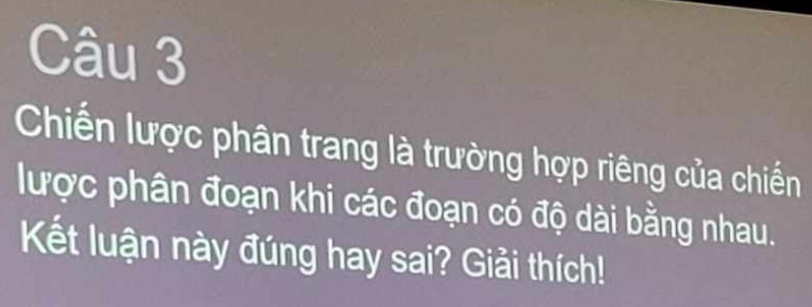 Câu 3
Chiến lược phân trang là trường hợp riêng của chiến
lược phân đoạn khi các đoạn có độ dài bằng nhau.
Kết luận này đúng hay sai? Giải thích!